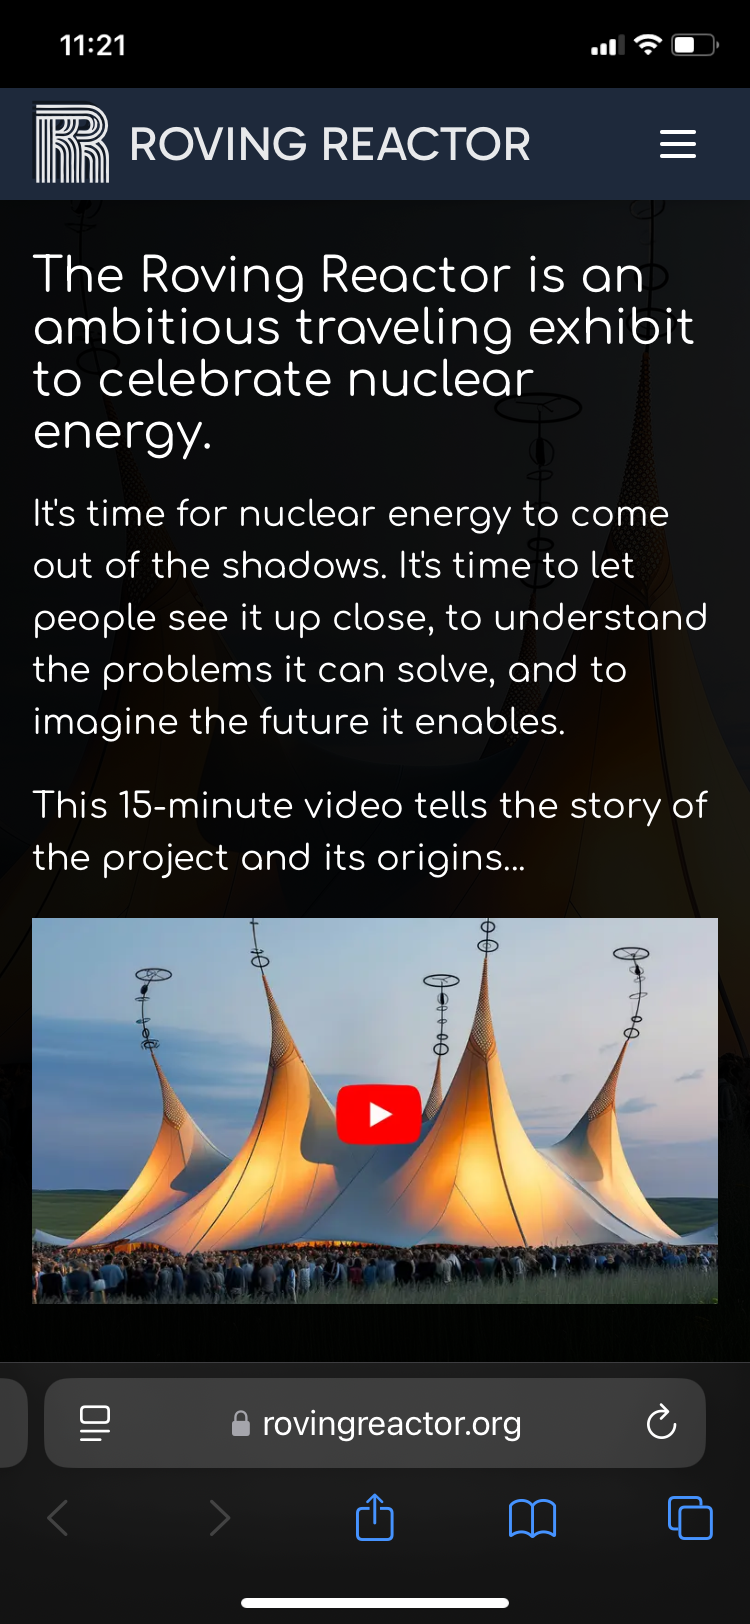 11:21
ROVING REACTOR
The Roving Reactor is an
ambitious traveling exhibit
to celebrate nuclear
energy.
It's time for nuclear energy to come
out of the shadows. It's time to let
people see it up close, to understand
the problems it can solve, and to
imagine the future it enables.
This 15-minute video tells the story of
the project and its origins...
rovingreactor.org